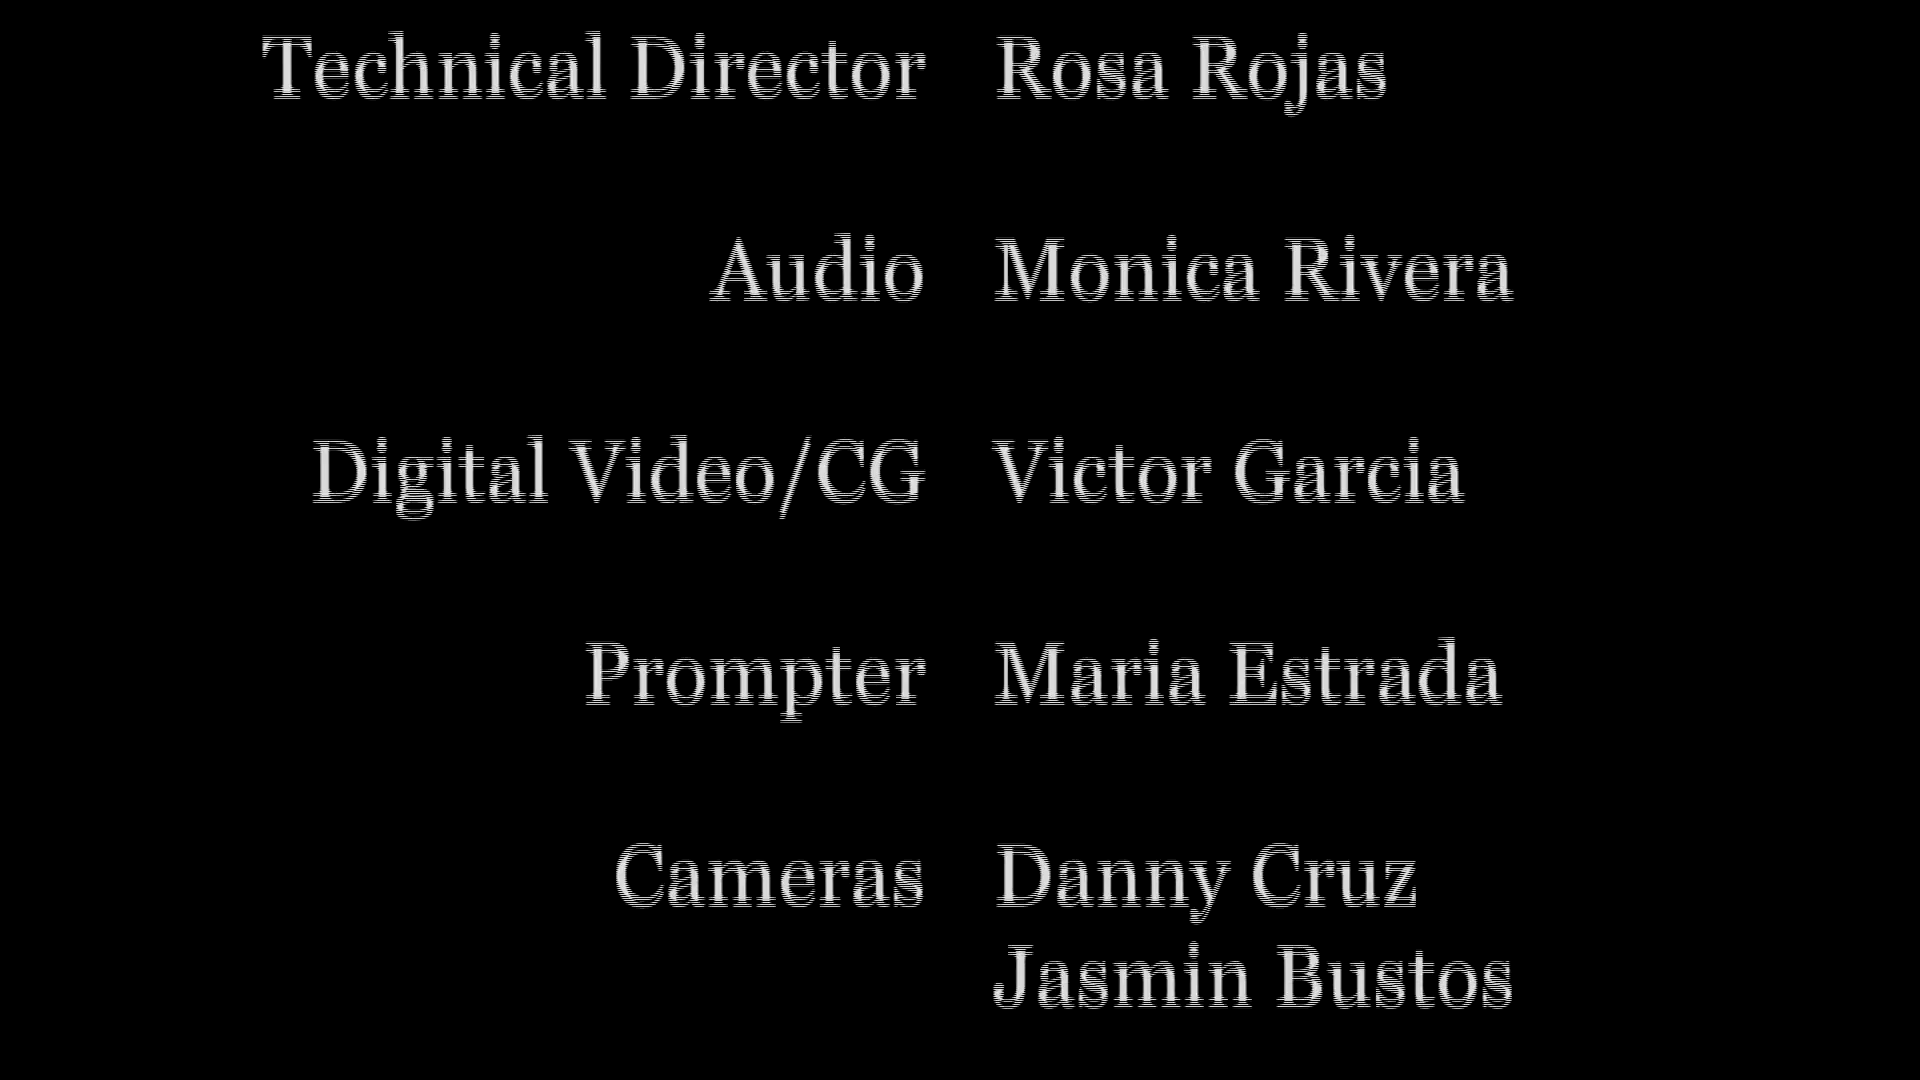 Technical Director Rosa Rojas
Audio Monica Rivera
Digital Video/CG Victor Garcia
Prompter Maria Estrada
Cameras Danny Cruz
Jasmin Bustos